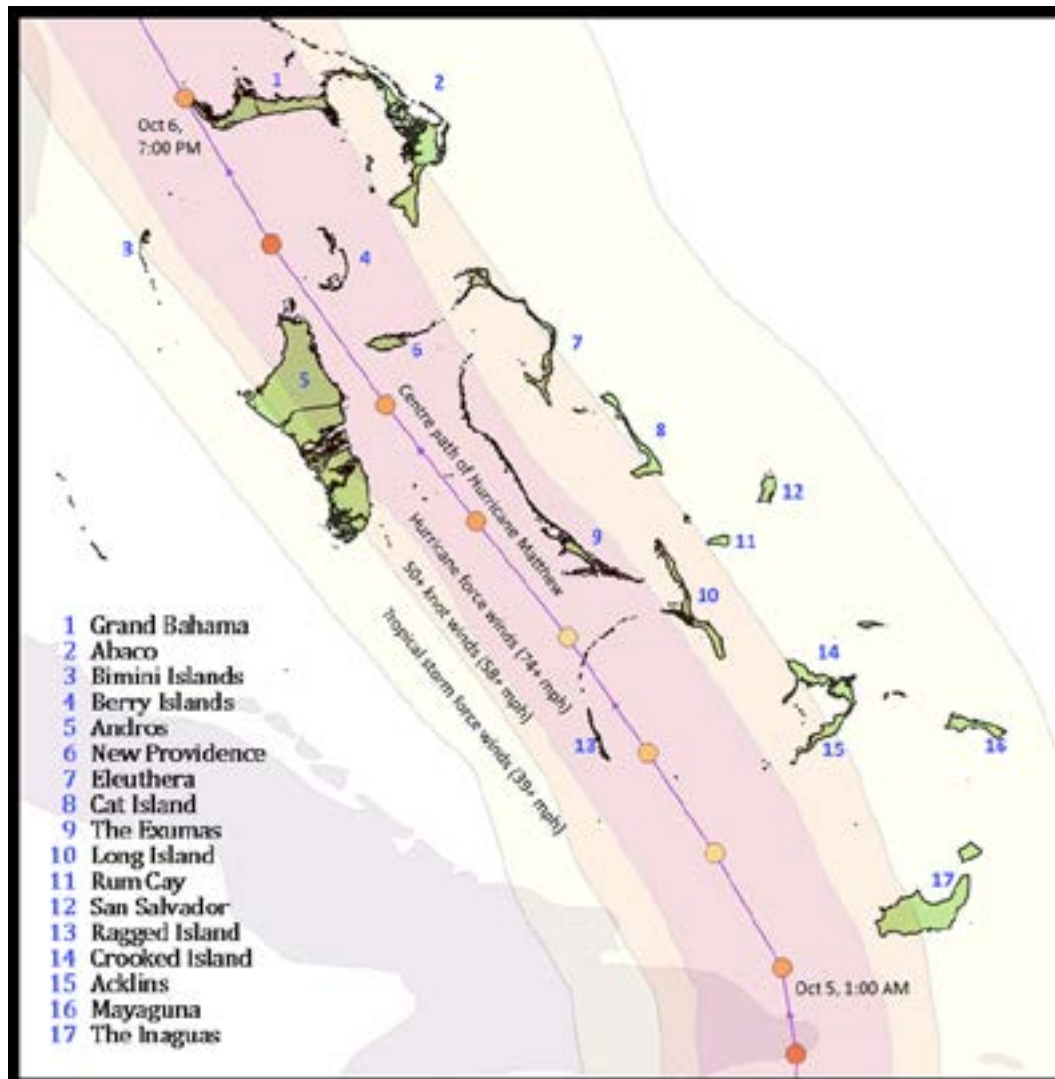 1
2
Oct 6,
7:00 PM
3
4
6
7
5
8
Centre path of Hurricane Matthew
Hurricane force winds (74+ mph)
50+ knot winds (58+ mph)
Tropical storm force winds (39+ mph)
12
11
9
10
14
13
15
16
17
Oct 5, 1:00 AM
1 Grand Bahama
2 Abaco
3 Bimini Islands
4 Berry Islands
5 Andros
6 New Providence
7 Eleuthera
8 Cat Island
9 The Exumas
10 Long Island
11 Rum Cay
12 San Salvador
13 Ragged Island
14 Crooked Island
15 Acklins
16 Mayaguna
17 The Inaguas